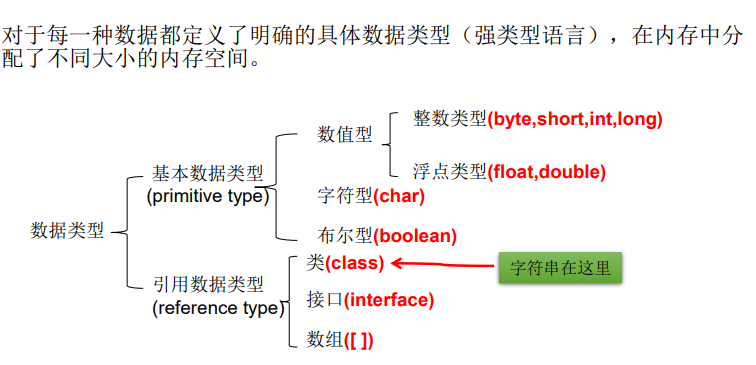 对于每一种数据都定义了明确的具体数据类型（强类型语言），在内存中分
配了不同大小的内存空间。
整数类型(byte,short,int,long)
数值型
浮点类型(float,double)
基本数据类型
(primitive type)
字符型(char)
数据类型
布尔型(boolean)
类(class)
字符串在这里
引用数据类型
(reference type)
接口(interface)
数组([ ])